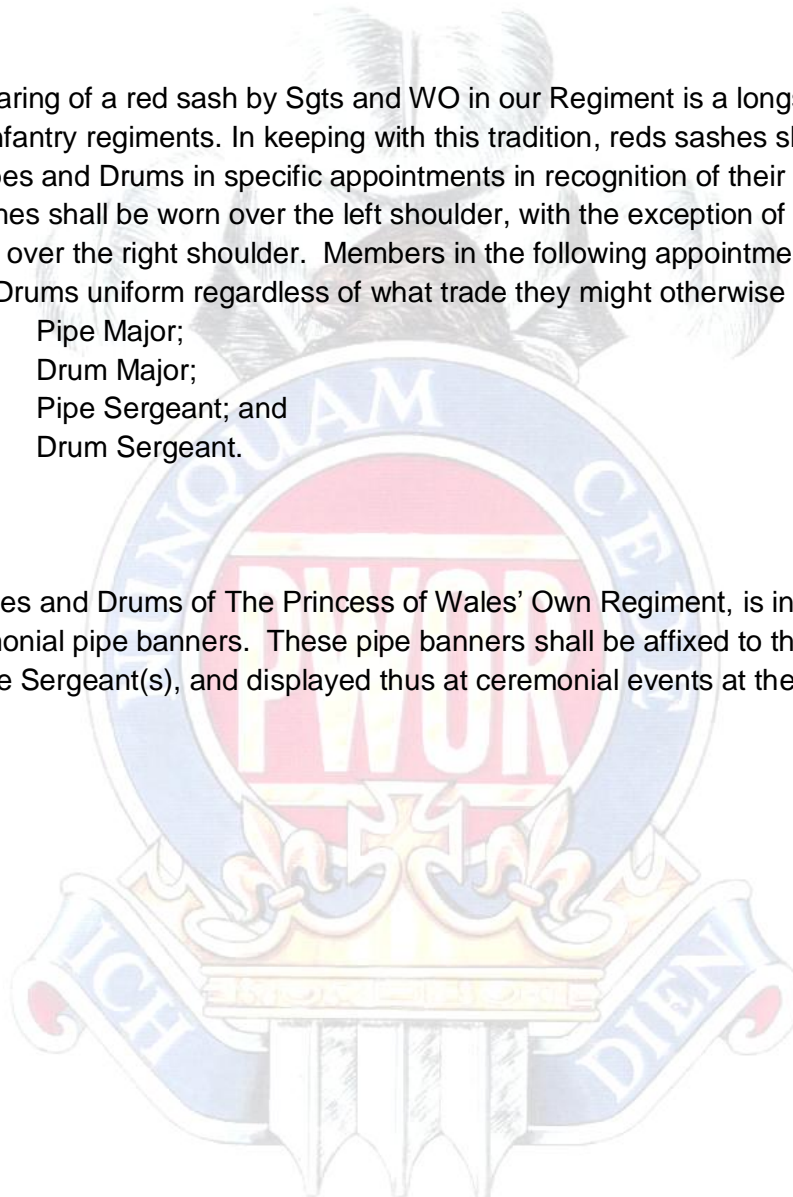 aring of a red sash by Sgts and WO in our Regiment is a longs
nfantry regiments. In keeping with this tradition, reds sashes sl
oes and Drums in specific appointments in recognition of their
nes shall be worn over the left shoulder, with the exception of
over the right shoulder. Members in the following appointme
Drums uniform regardless of what trade they might otherwise
Pipe Major;
Drum Major;
Pipe Sergeant; and
Drum Sergeant.
NUNQUAM CEDE
es and Drums of The Princess of Wales’ Own Regiment, is in
nonial pipe banners. These pipe banners shall be affixed to th
e Sergeant(s), and displayed thus at ceremonial events at the
PWOR
ICH DIEN